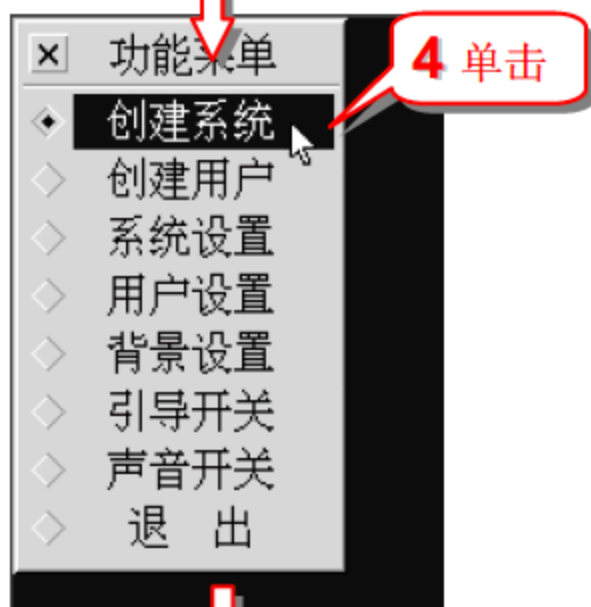 功能菜单
4 单击
创建系统
创建用户
系统设置
用户设置
背景设置
引导开关
声音开关
退 出